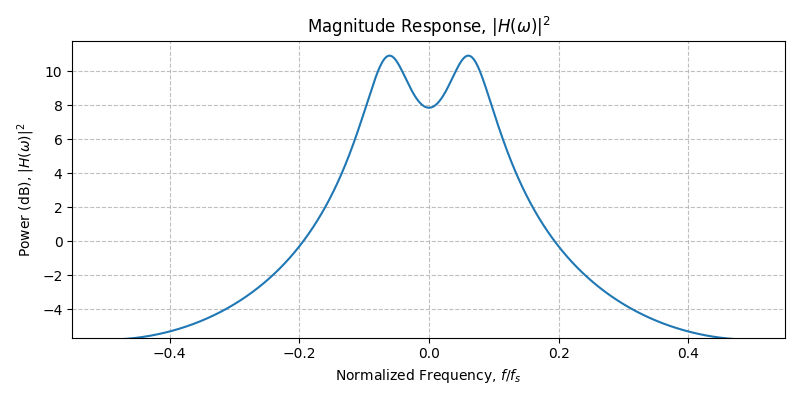 Magnitude Response, |H(ω)|²
Power (dB), |H(ω)|²
10
8
6
4
2
0
−2
−4
−0.4 −0.2 0.0 0.2 0.4
Normalized Frequency, f/fₛ